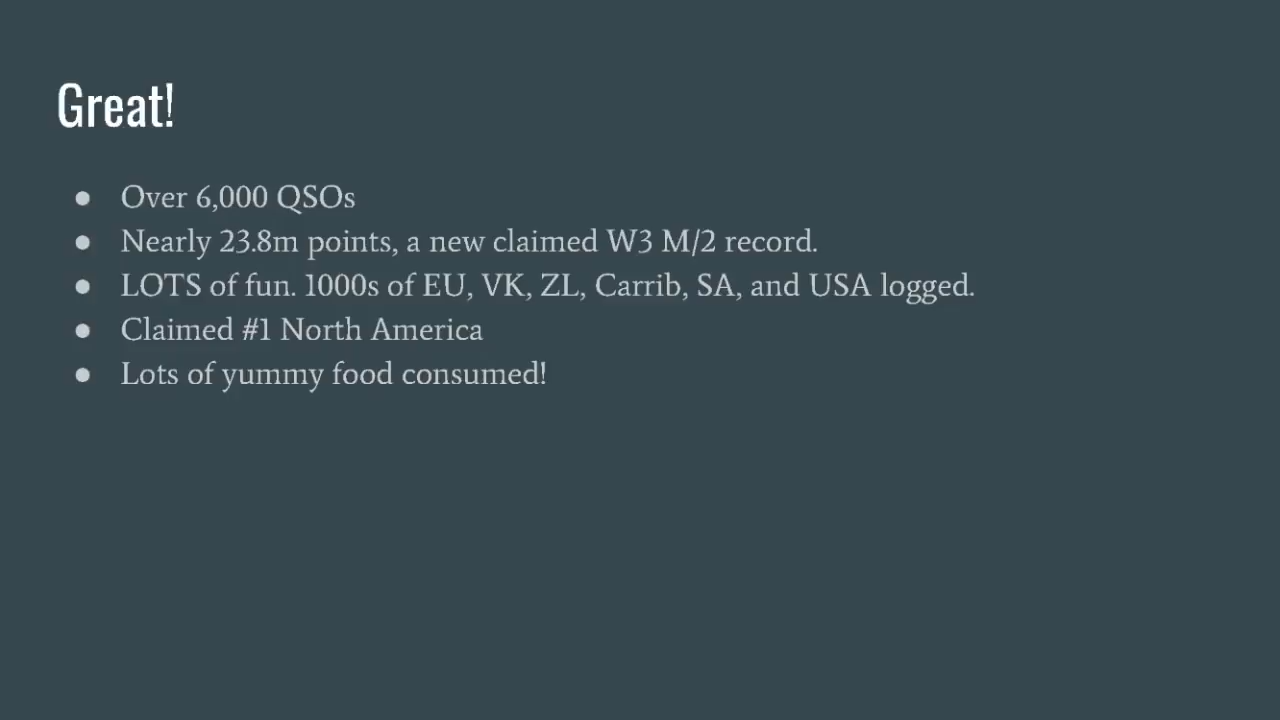 Great!
● Over 6,000 QSOs
● Nearly 23.8m points, a new claimed W3 M/2 record.
● LOTS of fun. 1000s of EU, VK, ZL, Carrib, SA, and USA logged.
● Claimed #1 North America
● Lots of yummy food consumed!